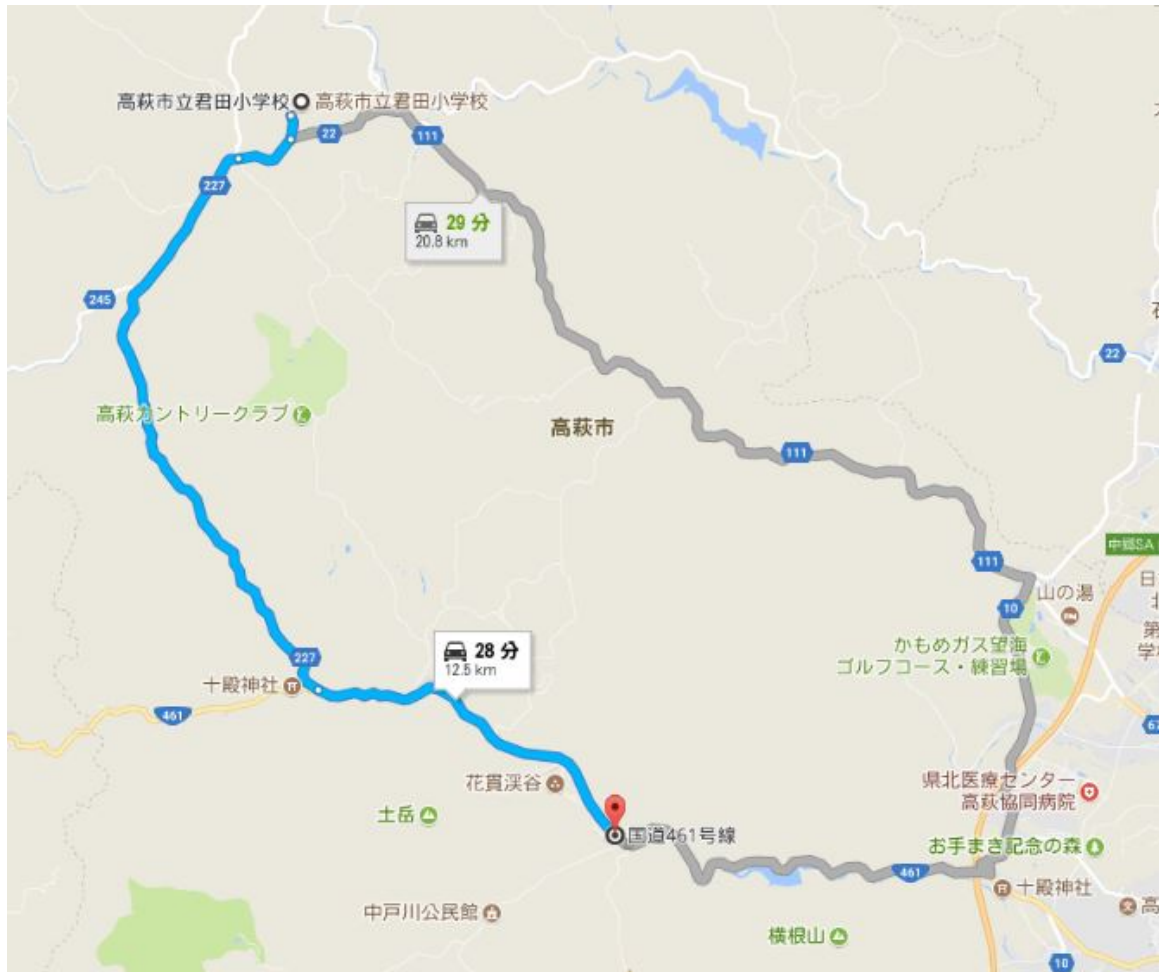 高萩市立君田小学校
高萩市立君田小学校
22
111
227
29 分
20.8 km
245
22
高萩カントリークラブ
高萩市
111
中郷SA
111
山の湯
10
28 分
12.5 km
かもめガス望海
ゴルフコース・練習場
227
十殿神社
461
花貫渓谷
県北医療センター
高萩協同病院
土岳
国道461号線
お手まき記念の森
461
十殿神社
中戸川公民館
横根山
10